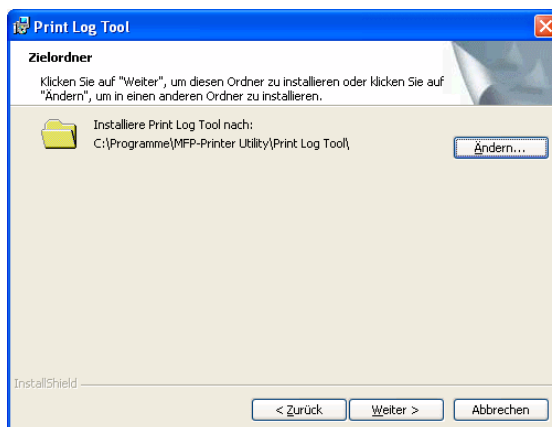 Print Log Tool
Zielordner
Klicken Sie auf "Weiter", um diesen Ordner zu installieren oder klicken Sie auf
"Ändern", um in einen anderen Ordner zu installieren.
Installiere Print Log Tool nach:
C:\Programme\MFP-Printer Utility\Print Log Tool\
Ändern...
InstallShield
< Zurück
Weiter >
Abbrechen